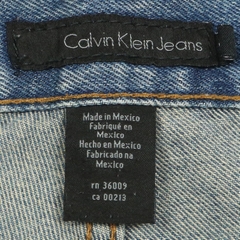 Calvin Klein Jeans
Made in Mexico
Fabriqué en
Mexico
Hecho en Mexico
Fabricado na
Mexico
rn 36009
ca 00213